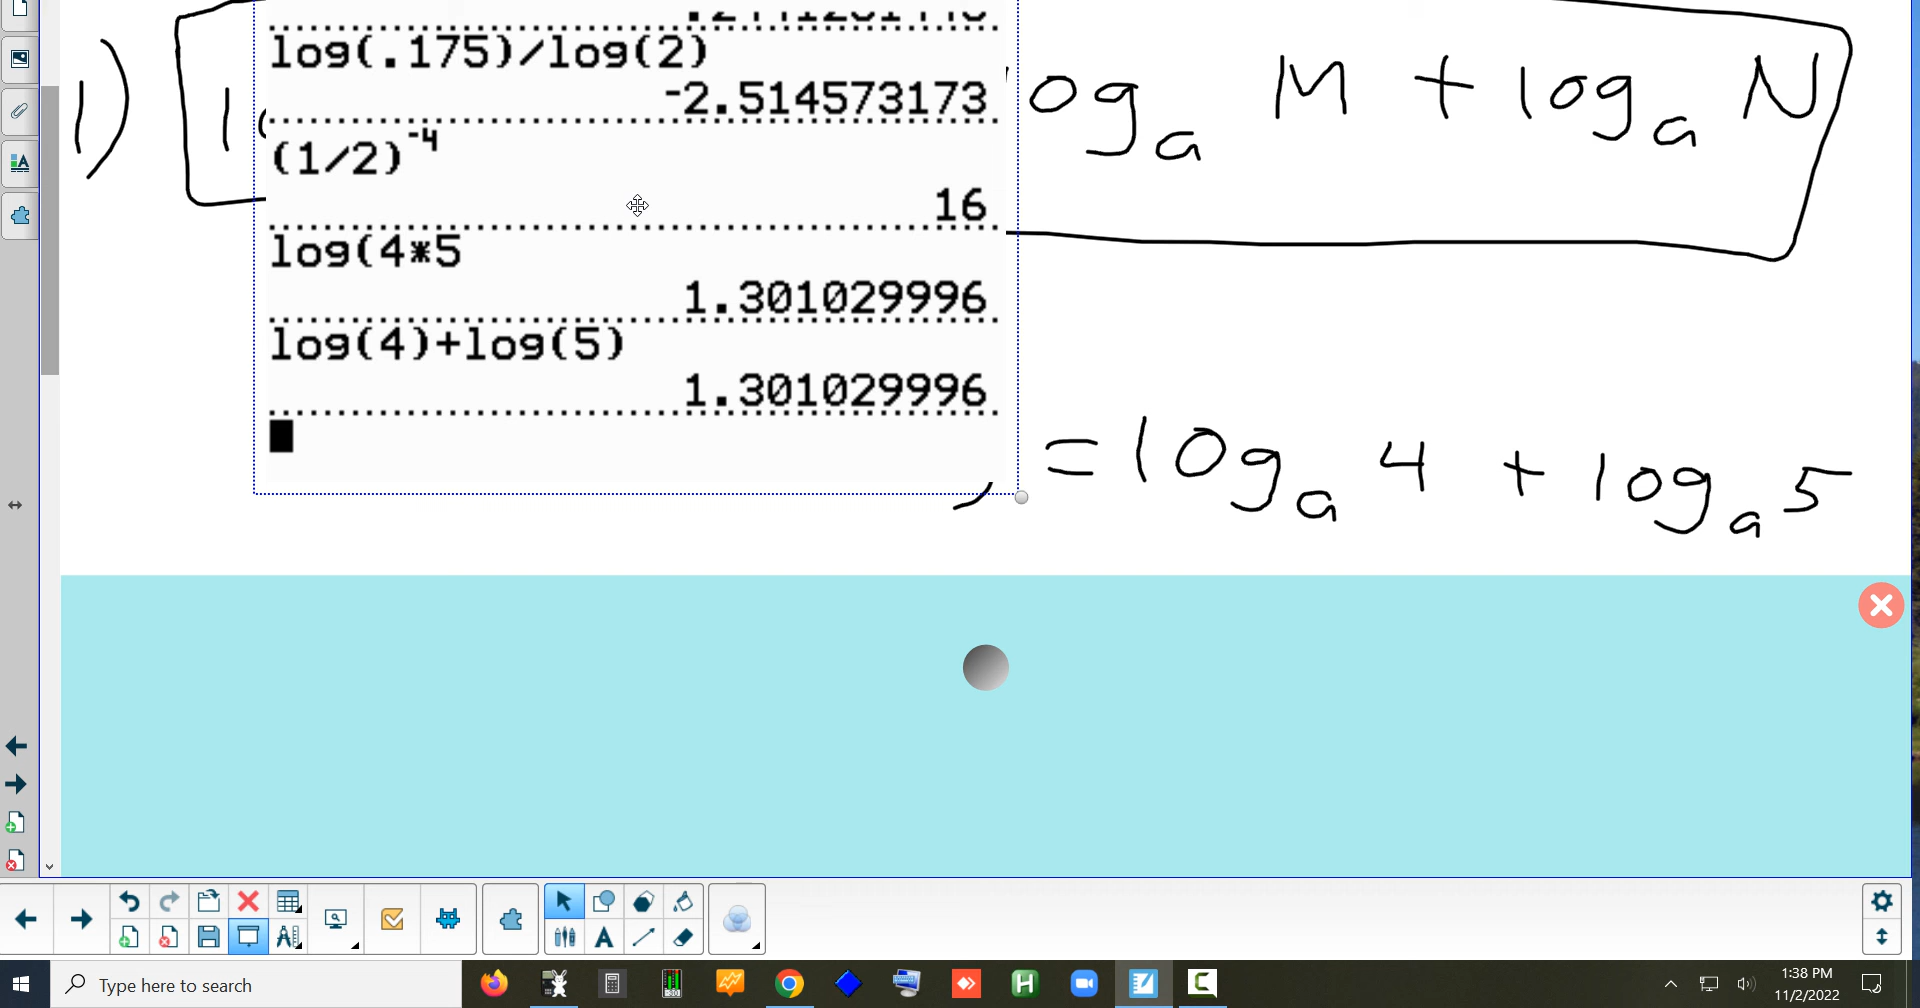 log(.175)/log(2)
-2.514573173
(1/2)^-4
16
log(4*5
1.301029996
log(4)+log(5)
1.301029996
1)
og_a M + log_a N
= log_a 4 + log_a 5
A
Type here to search
H
1:38 PM
11/2/2022